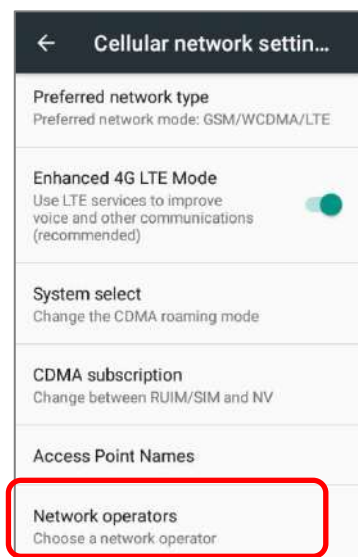 Cellular network settin...
Preferred network type
Preferred network mode: GSM/WCDMA/LTE
Enhanced 4G LTE Mode
Use LTE services to improve
voice and other communications
(recommended)
System select
Change the CDMA roaming mode
CDMA subscription
Change between RUIM/SIM and NV
Access Point Names
Network operators
Choose a network operator